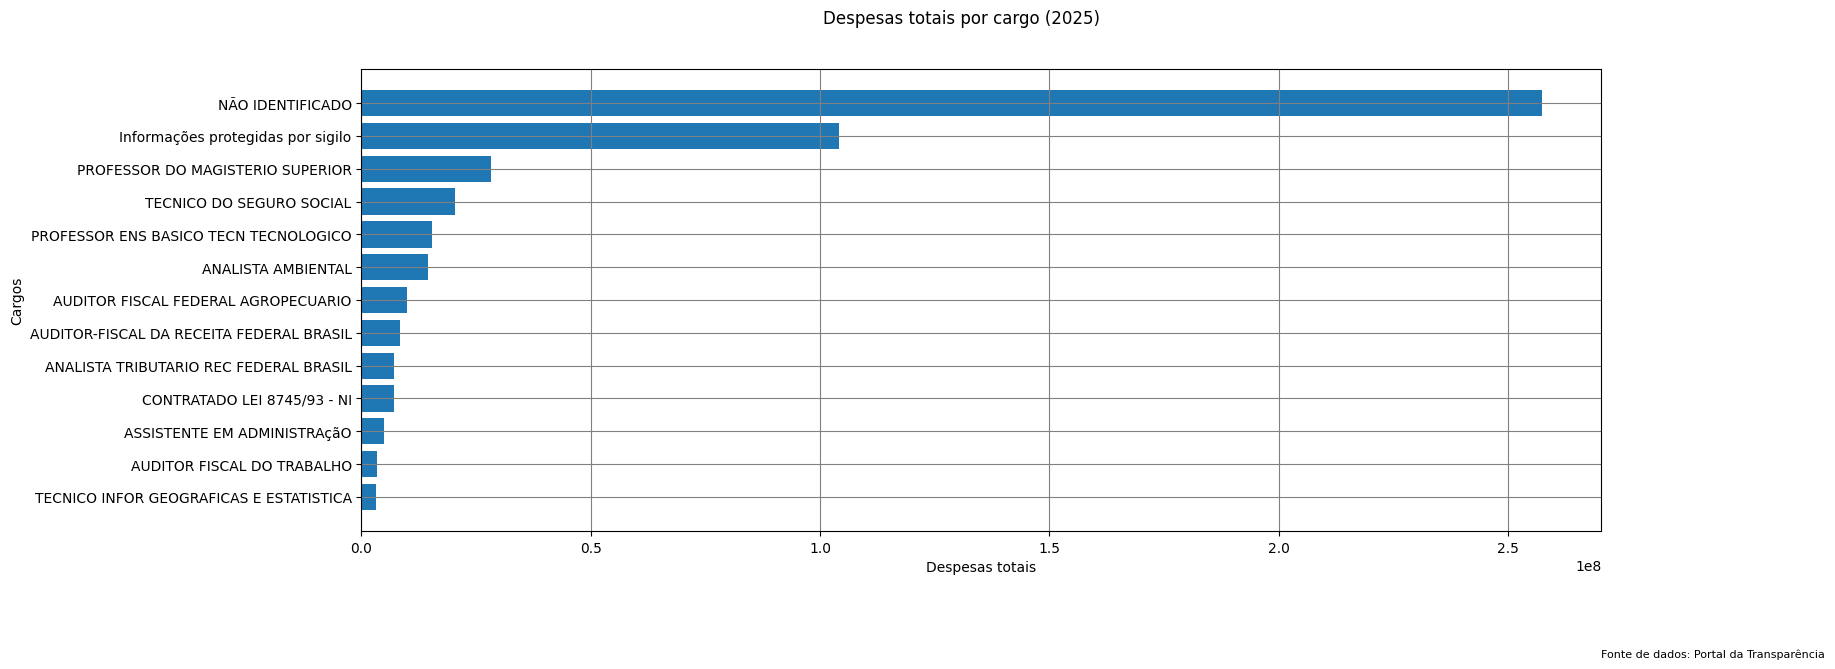 Despesas totais por cargo (2025)
NÃO IDENTIFICADO
Informações protegidas por sigilo
PROFESSOR DO MAGISTERIO SUPERIOR
TECNICO DO SEGURO SOCIAL
PROFESSOR ENS BASICO TECN TECNOLOGICO
ANALISTA AMBIENTAL
AUDITOR FISCAL FEDERAL AGROPECUARIO
AUDITOR-FISCAL DA RECEITA FEDERAL BRASIL
ANALISTA TRIBUTARIO REC FEDERAL BRASIL
CONTRATADO LEI 8745/93 - NI
ASSISTENTE EM ADMINISTRAçãO
AUDITOR FISCAL DO TRABALHO
TECNICO INFOR GEOGRAFICAS E ESTATISTICA
Cargos
0.0 0.5 1.0 1.5 2.0 2.5
Despesas totais
1e8
Fonte de dados: Portal da Transparência